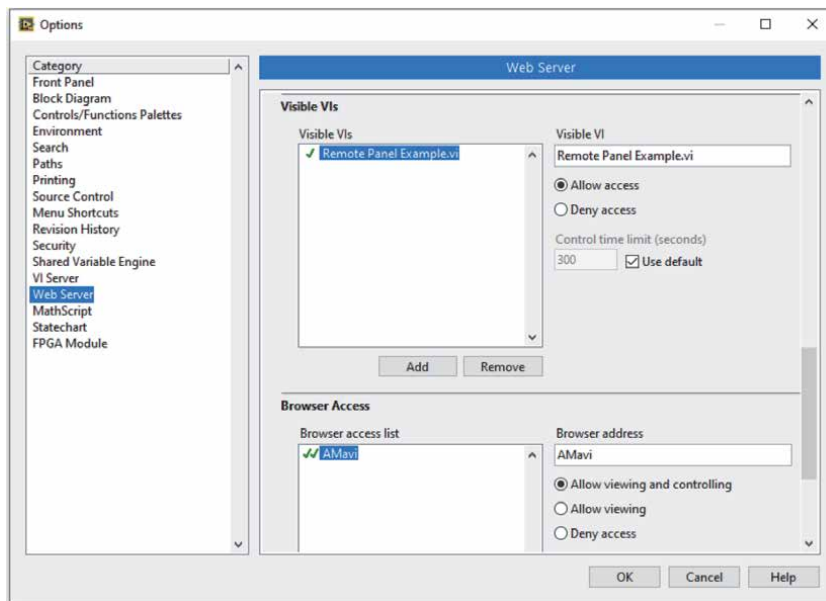 Options
Category
Front Panel
Block Diagram
Controls/Functions Palettes
Environment
Search
Paths
Printing
Source Control
Menu Shortcuts
Revision History
Security
Shared Variable Engine
VI Server
Web Server
MathScript
Statechart
FPGA Module
Web Server
Visible VIs
Visible VIs
Remote Panel Example.vi
Visible VI
Remote Panel Example.vi
Allow access
Deny access
Control time limit (seconds)
300 Use default
Add Remove
Browser Access
Browser access list
AMavi
Browser address
AMavi
Allow viewing and controlling
Allow viewing
Deny access
OK Cancel Help